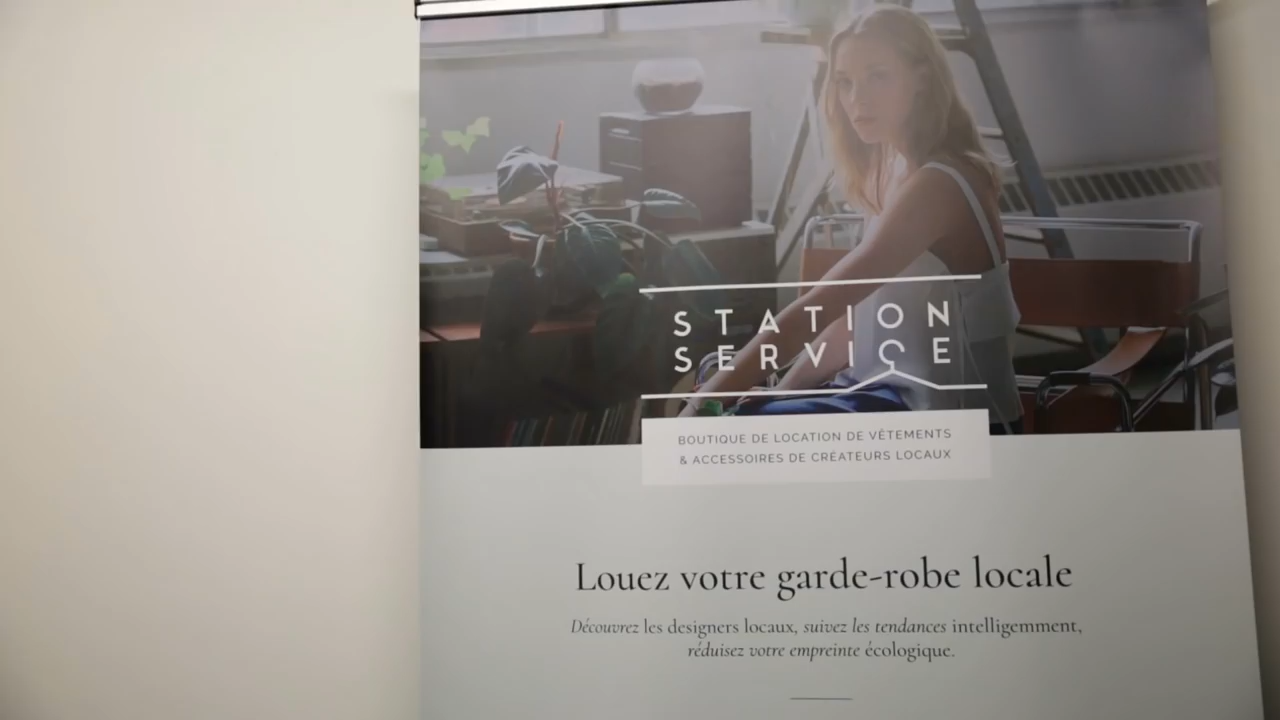 STATION
SERVICE
BOUTIQUE DE LOCATION DE VÊTEMENTS
& ACCESSOIRES DE CRÉATEURS LOCAUX
Louez votre garde-robe locale
Découvrez les designers locaux, suivez les tendances intelligemment,
réduisez votre empreinte écologique.